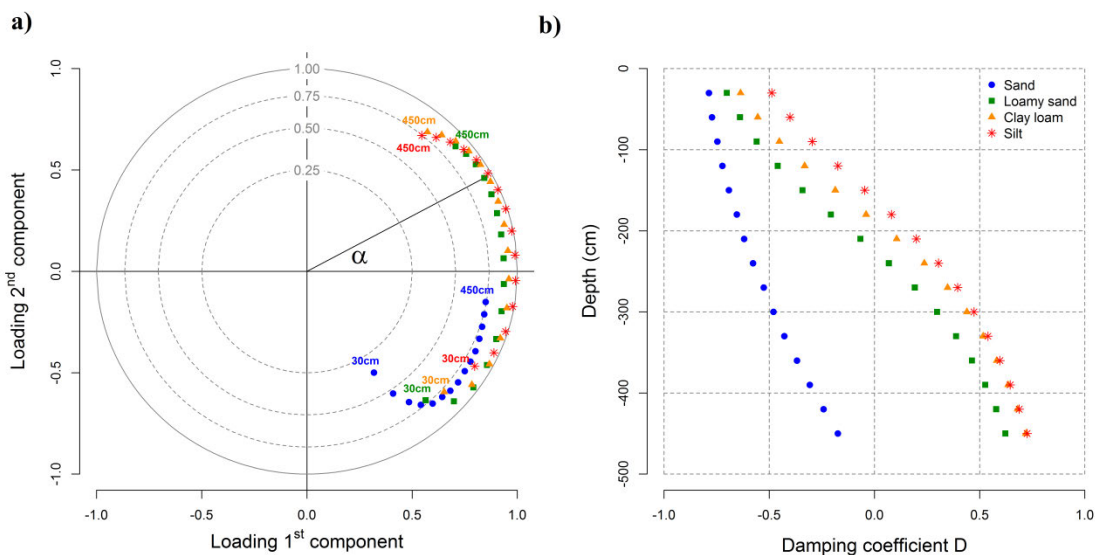 a)
1.0
0.5
0.0
-0.5
-1.0
Loading 2nd component
1.00
0.75
0.50
0.25
450cm
450cm
450cm
α
450cm
30cm
30cm
30cm
30cm
-1.0 -0.5 0.0 0.5 1.0
Loading 1st component
b)
0
-100
-200
-300
-400
-500
Depth (cm)
Sand
Loamy sand
Clay loam
Silt
-1.0 -0.5 0.0 0.5 1.0
Damping coefficient D